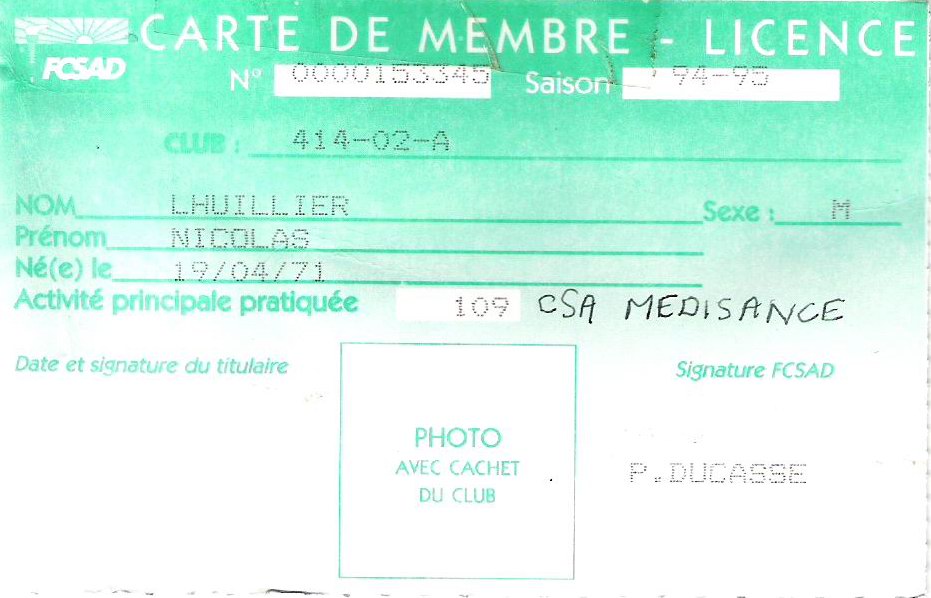 CARTE DE MEMBRE - LICENCE
FCSAD
N° 0000153345 Saison 94-95
CLUB : 414-02-A
NOM LHUILLIER Sexe : M
Prénom NICOLAS
Né(e) le 19/04/71
Activité principale pratiquée 109 CSA MEDISANCE
Date et signature du titulaire
Signature FCSAD
PHOTO
AVEC CACHET
DU CLUB
P.DUCASSE